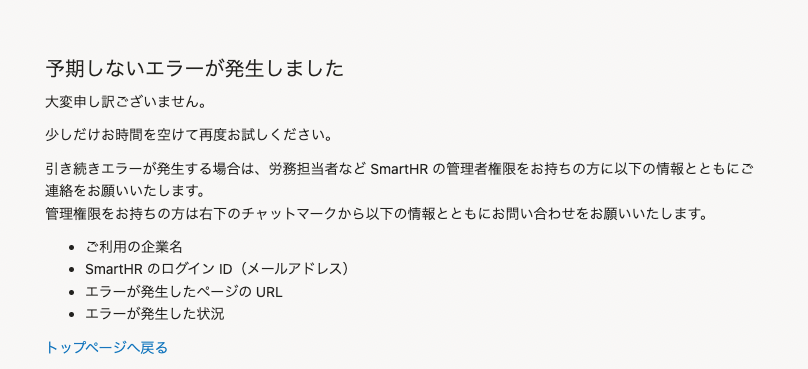 予期しないエラーが発生しました
大変申し訳ございません。
少しだけお時間を空けて再度お試しください。
引き続きエラーが発生する場合は、労務担当者など SmartHR の管理者権限をお持ちの方に以下の情報とともにご
連絡をお願いいたします。
管理権限をお持ちの方は右下のチャットマークから以下の情報とともにお問い合わせをお願いいたします。
• ご利用の企業名
• SmartHR のログイン ID（メールアドレス）
• エラーが発生したページの URL
• エラーが発生した状況
トップページへ戻る